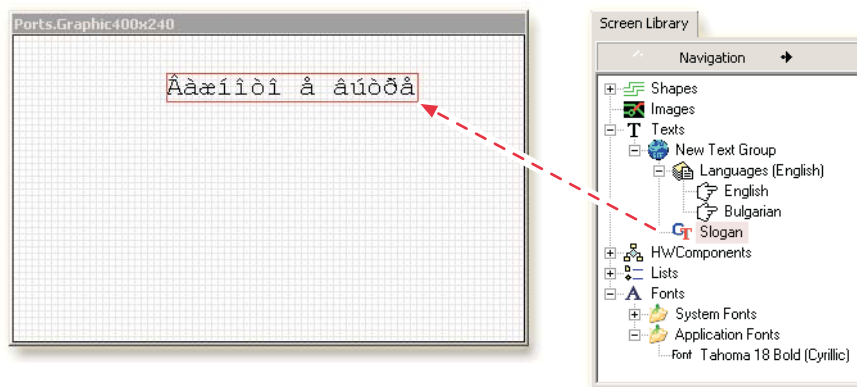 Ports.Graphic400x240
Âàæíîòî å âúòðå
Screen Library
Navigation
Shapes
Images
T Texts
New Text Group
Languages (English)
English
Bulgarian
GT Slogan
HWComponents
Lists
A Fonts
System Fonts
Application Fonts
Font Tahoma 18 Bold (Cyrillic)